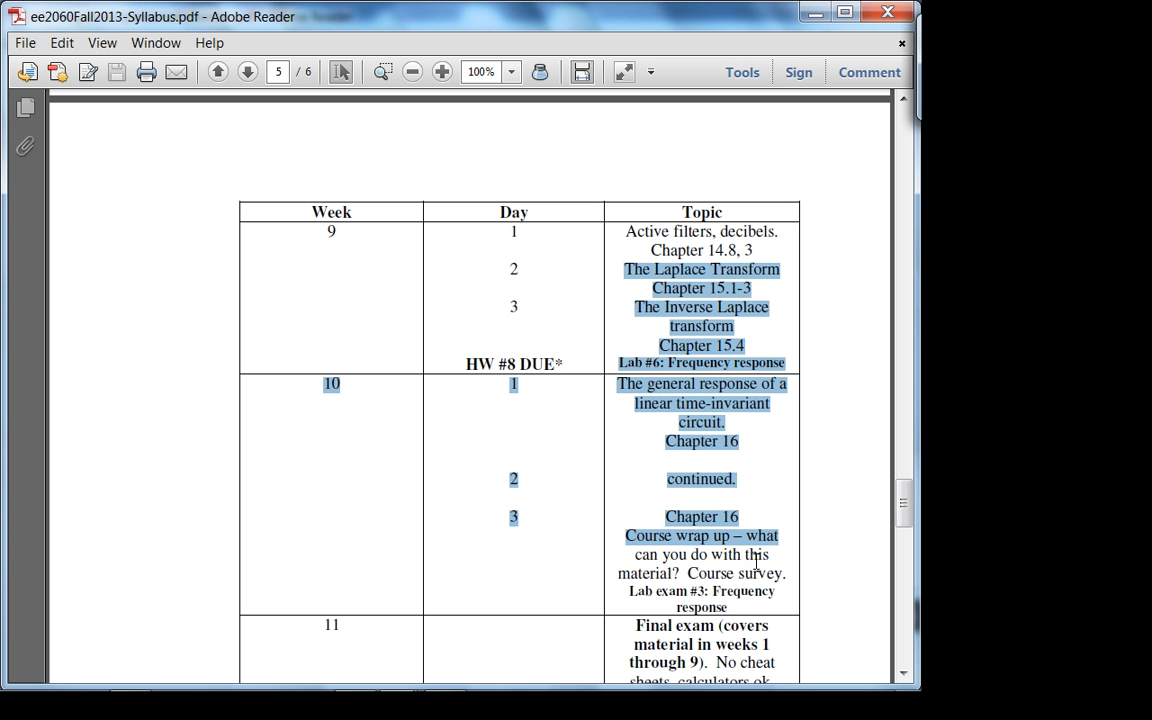 ee2060Fall2013-Syllabus.pdf - Adobe Reader
File Edit View Window Help
5 / 6 100% Tools Sign Comment
Week Day Topic
9 1 Active filters, decibels.
Chapter 14.8, 3
2 The Laplace Transform
Chapter 15.1-3
3 The Inverse Laplace
transform
Chapter 15.4
HW #8 DUE* Lab #6: Frequency response
10 1 The general response of a
linear time-invariant
circuit.
Chapter 16
2 continued.
3 Chapter 16
Course wrap up – what
can you do with this
material? Course survey.
Lab exam #3: Frequency
response
11 Final exam (covers
material in weeks 1
through 9). No cheat
sheets, calculators ok